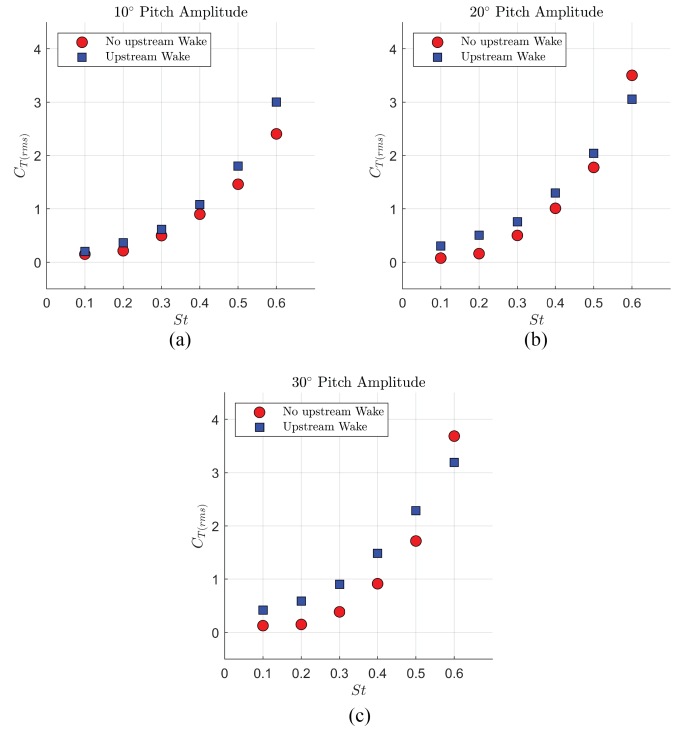 10° Pitch Amplitude
No upstream Wake
Upstream Wake
4
3
2
1
0
C_{T(rms)}
0 0.1 0.2 0.3 0.4 0.5 0.6
St
(a)
20° Pitch Amplitude
No upstream Wake
Upstream Wake
4
3
2
1
0
C_{T(rms)}
0 0.1 0.2 0.3 0.4 0.5 0.6
St
(b)
30° Pitch Amplitude
No upstream Wake
Upstream Wake
4
3
2
1
0
C_{T(rms)}
0 0.1 0.2 0.3 0.4 0.5 0.6
St
(c)